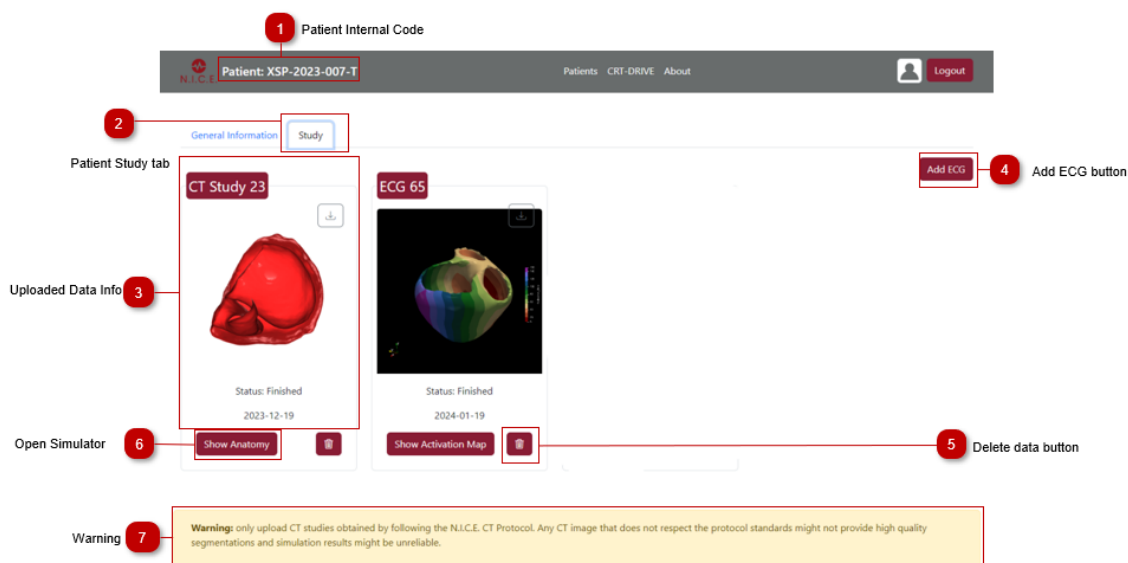 1 Patient Internal Code
N.I.C.E. Patient: XSP-2023-007-T Patients CRT-DRIVE About Logout
2
General Information Study
Patient Study tab
Add ECG 4 Add ECG button
CT Study 23 ECG 65
Uploaded Data Info 3
Status: Finished Status: Finished
2023-12-19 2024-01-19
Open Simulator 6 Show Anatomy Show Activation Map 5 Delete data button
Warning 7 Warning: only upload CT studies obtained by following the N.I.C.E. CT Protocol. Any CT image that does not respect the protocol standards might not provide high quality
segmentations and simulation results might be unreliable.